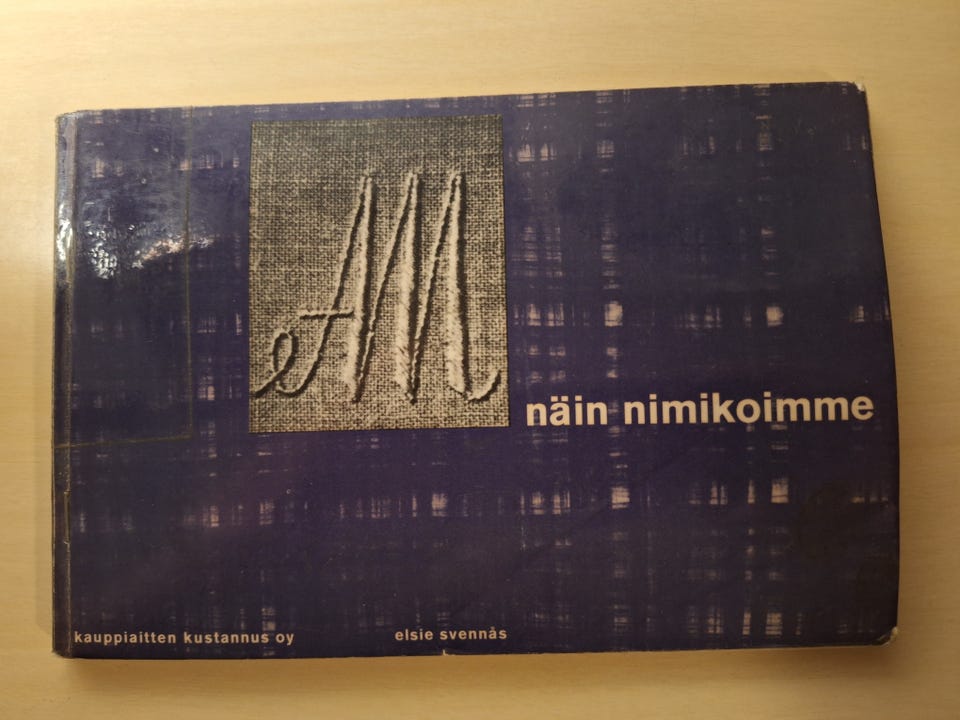 AM
näin nimikoimme
kauppiaitten kustannus oy
elsie svennås